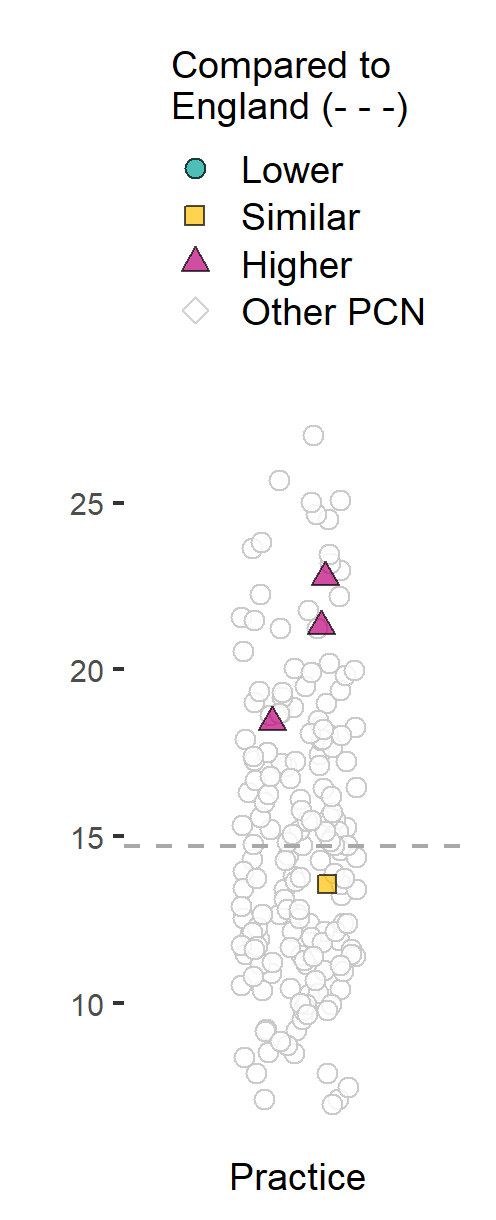 Compared to
England (- - -)
Lower
Similar
Higher
Other PCN
25
20
15
10
Practice